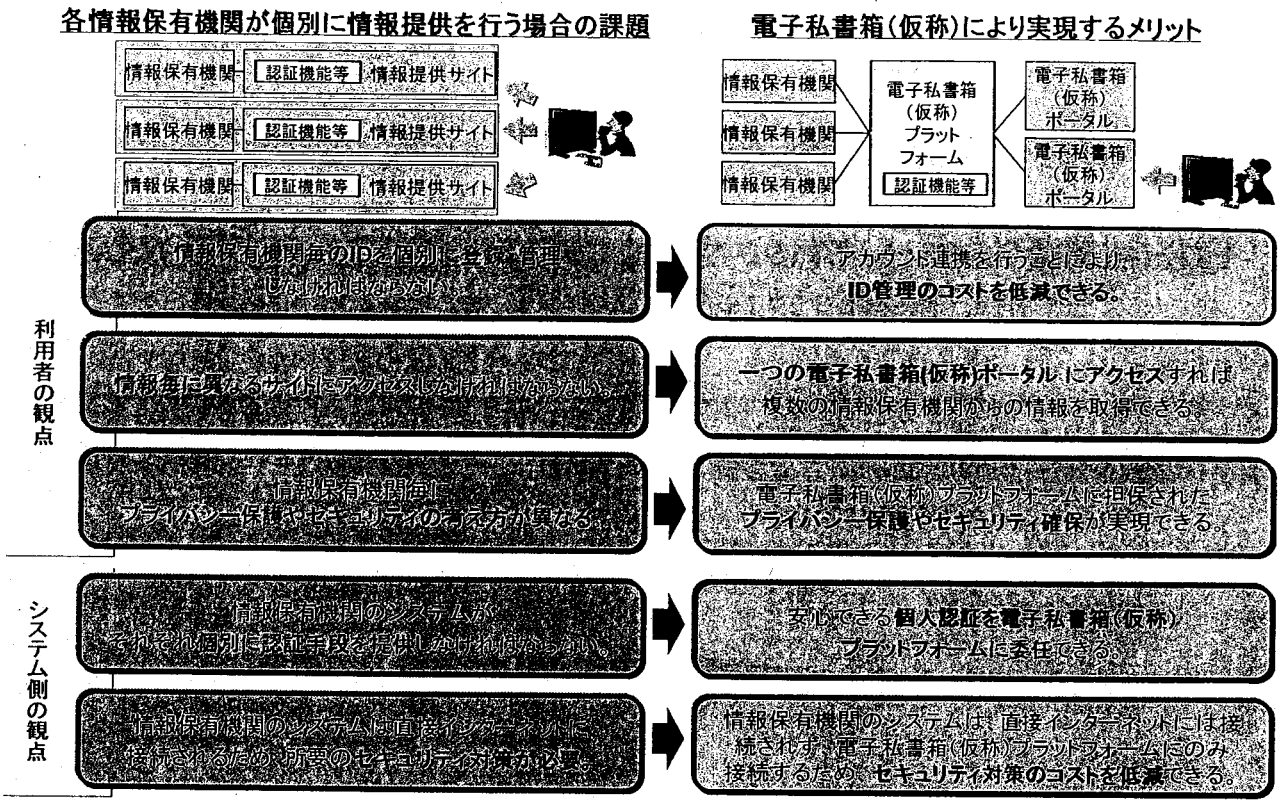 各情報保有機関が個別に情報提供を行う場合の課題
情報保有機関
認証機能等
情報提供サイト
情報保有機関
認証機能等
情報提供サイト
情報保有機関
認証機能等
情報提供サイト
電子私書箱(仮称)により実現するメリット
情報保有機関
情報保有機関
情報保有機関
電子私書箱
(仮称)
プラット
フォーム
認証機能等
電子私書箱
(仮称)
ポータル
電子私書箱
(仮称)
ポータル
利用者の観点
情報保有機関毎のIDを個別に登録・管理
しなければならない。
アカウント連携を行うことにより
ID管理のコストを低減できる。
情報毎に異なるサイトにアクセスしなければならない。
一つの電子私書箱(仮称)ポータルにアクセスすれば
複数の情報保有機関からの情報を取得できる。
情報保有機関毎に
プライバシー保護やセキュリティの考え方が異なる。
電子私書箱(仮称)プラットフォームに担保された
プライバシー保護やセキュリティ確保が実現できる。
システム側の観点
情報保有機関のシステムが
それぞれ個別に認証手段を提供しなければならない。
安心できる個人認証を電子私書箱(仮称)
プラットフォームに委任できる。
情報保有機関のシステムは直接インターネットに
接続されるため、所要のセキュリティ対策が必要。
情報保有機関のシステムは、直接インターネットには接
続されず、電子私書箱(仮称)プラットフォームにのみ
接続するため、セキュリティ対策のコストを低減できる